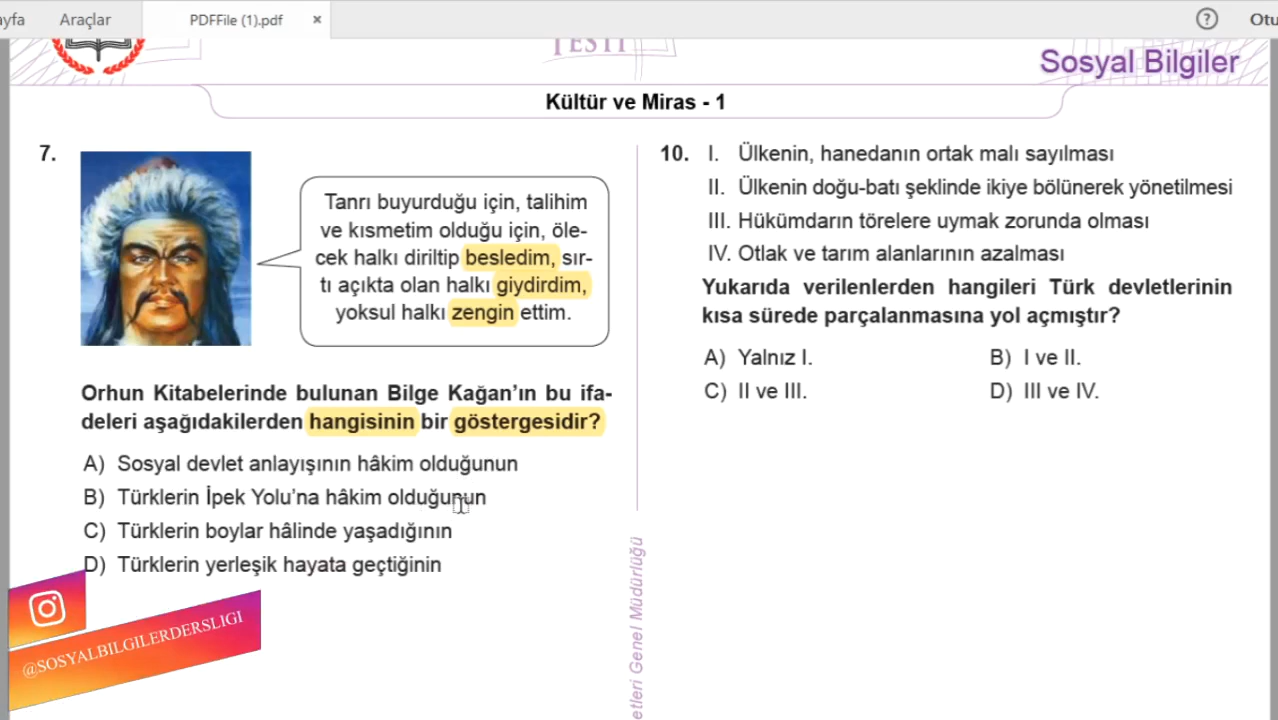 Araçlar
PDFFile (1).pdf
×
?
TESTİ
Sosyal Bilgiler
Kültür ve Miras - 1
7.
Tanrı buyurduğu için, talihim
ve kısmetim olduğu için, öle-
cek halkı diriltip besledim, sır-
tı açıkta olan halkı giydirdim,
yoksul halkı zengin ettim.
Orhun Kitabelerinde bulunan Bilge Kağan’ın bu ifa-
deleri aşağıdakilerden hangisinin bir göstergesidir?
A) Sosyal devlet anlayışının hâkim olduğunun
B) Türklerin İpek Yolu’na hâkim olduğunun
C) Türklerin boylar hâlinde yaşadığının
D) Türklerin yerleşik hayata geçtiğinin
@SOSYALBILGILERDERSLIGI
10. I. Ülkenin, hanedanın ortak malı sayılması
II. Ülkenin doğu-batı şeklinde ikiye bölünerek yönetilmesi
III. Hükümdarın törelere uymak zorunda olması
IV. Otlak ve tarım alanlarının azalması
Yukarıda verilenlerden hangileri Türk devletlerinin
kısa sürede parçalanmasına yol açmıştır?
A) Yalnız I. B) I ve II.
C) II ve III. D) III ve IV.
etleri Genel Müdürlüğü